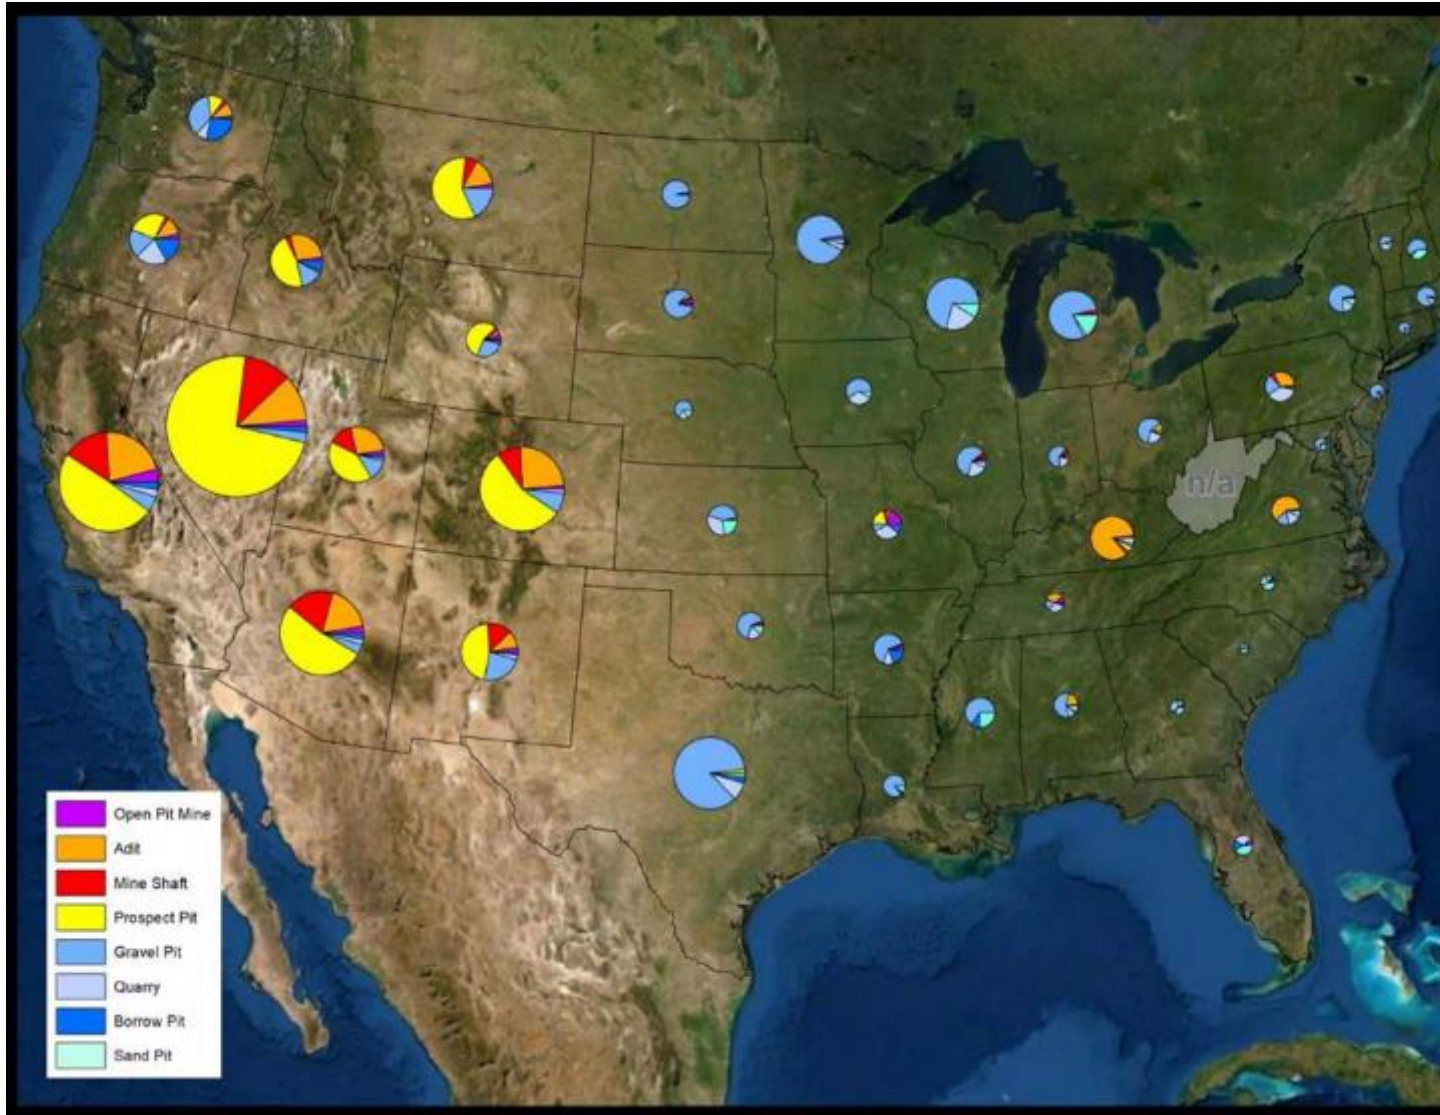 n/a
Open Pit Mine
Adit
Mine Shaft
Prospect Pit
Gravel Pit
Quarry
Borrow Pit
Sand Pit